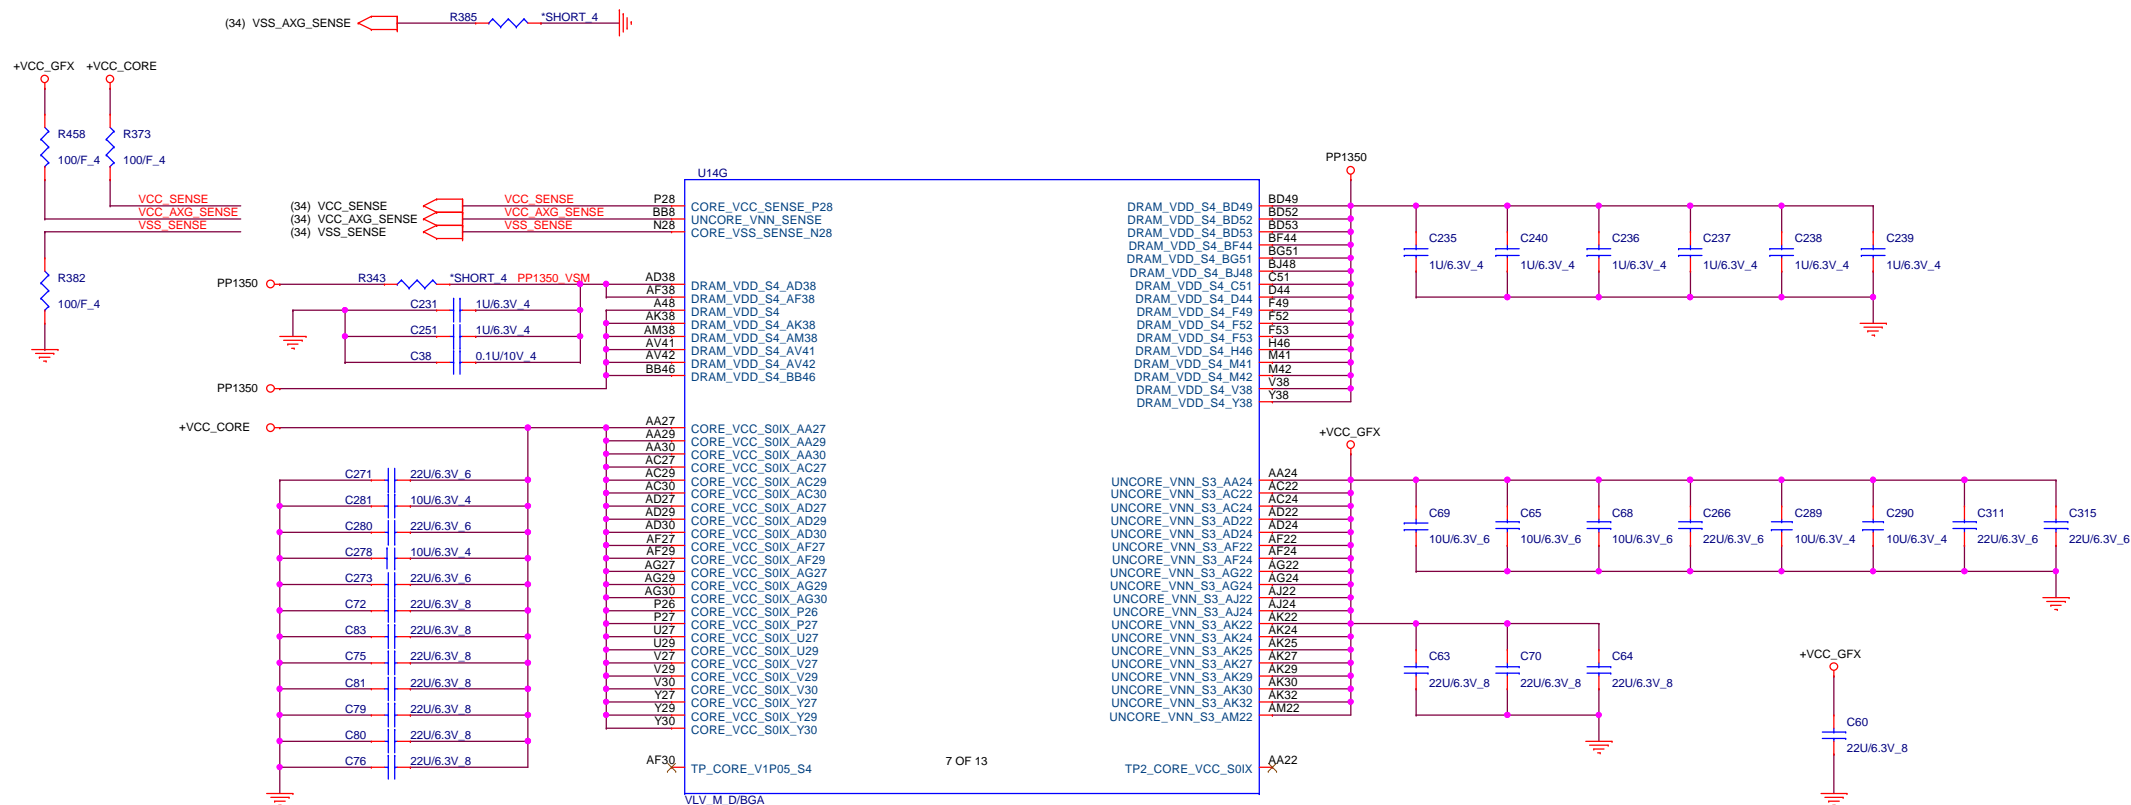 (34) VSS_AXG_SENSE
R385
*SHORT_4
+VCC_GFX
+VCC_CORE
R458
100/F_4
R373
100/F_4
VCC_SENSE
VCC_AXG_SENSE
VSS_SENSE
R382
100/F_4
(34) VCC_SENSE
(34) VCC_AXG_SENSE
(34) VSS_SENSE
VCC_SENSE
VCC_AXG_SENSE
VSS_SENSE
PP1350
R343
*SHORT_4
PP1350_VSM
C231
1U/6.3V_4
C251
1U/6.3V_4
C38
0.1U/10V_4
PP1350
+VCC_CORE
C271
22U/6.3V_6
C281
10U/6.3V_4
C280
22U/6.3V_6
C278
10U/6.3V_4
C273
22U/6.3V_6
C72
22U/6.3V_8
C83
22U/6.3V_8
C75
22U/6.3V_8
C81
22U/6.3V_8
C79
22U/6.3V_8
C80
22U/6.3V_8
C76
22U/6.3V_8
U14G
P28 CORE_VCC_SENSE_P28
BB8 UNCORE_VNN_SENSE
N28 CORE_VSS_SENSE_N28
AD38 DRAM_VDD_S4_AD38
AF38 DRAM_VDD_S4_AF38
A48 DRAM_VDD_S4
AK38 DRAM_VDD_S4_AK38
AM38 DRAM_VDD_S4_AM38
AV41 DRAM_VDD_S4_AV41
AV42 DRAM_VDD_S4_AV42
BB46 DRAM_VDD_S4_BB46
AA27 CORE_VCC_S0IX_AA27
AA29 CORE_VCC_S0IX_AA29
AA30 CORE_VCC_S0IX_AA30
AC27 CORE_VCC_S0IX_AC27
AC29 CORE_VCC_S0IX_AC29
AC30 CORE_VCC_S0IX_AC30
AD27 CORE_VCC_S0IX_AD27
AD29 CORE_VCC_S0IX_AD29
AD30 CORE_VCC_S0IX_AD30
AF27 CORE_VCC_S0IX_AF27
AF29 CORE_VCC_S0IX_AF29
AG27 CORE_VCC_S0IX_AG27
AG29 CORE_VCC_S0IX_AG29
AG30 CORE_VCC_S0IX_AG30
P26 CORE_VCC_S0IX_P26
P27 CORE_VCC_S0IX_P27
U27 CORE_VCC_S0IX_U27
U29 CORE_VCC_S0IX_U29
V27 CORE_VCC_S0IX_V27
V29 CORE_VCC_S0IX_V29
V30 CORE_VCC_S0IX_V30
Y27 CORE_VCC_S0IX_Y27
Y29 CORE_VCC_S0IX_Y29
Y30 CORE_VCC_S0IX_Y30
AF30 TP_CORE_V1P05_S4
7 OF 13
VLV_M_D/BGA
DRAM_VDD_S4_BD49 BD49
DRAM_VDD_S4_BD52 BD52
DRAM_VDD_S4_BD53 BD53
DRAM_VDD_S4_BF44 BF44
DRAM_VDD_S4_BG51 BG51
DRAM_VDD_S4_BJ48 BJ48
DRAM_VDD_S4_C51 C51
DRAM_VDD_S4_D44 D44
DRAM_VDD_S4_F49 F49
DRAM_VDD_S4_F52 F52
DRAM_VDD_S4_F53 F53
DRAM_VDD_S4_H46 H46
DRAM_VDD_S4_M41 M41
DRAM_VDD_S4_M42 M42
DRAM_VDD_S4_V38 V38
DRAM_VDD_S4_Y38 Y38
UNCORE_VNN_S3_AA24 AA24
UNCORE_VNN_S3_AC22 AC22
UNCORE_VNN_S3_AC24 AC24
UNCORE_VNN_S3_AD22 AD22
UNCORE_VNN_S3_AD24 AD24
UNCORE_VNN_S3_AF22 AF22
UNCORE_VNN_S3_AF24 AF24
UNCORE_VNN_S3_AG22 AG22
UNCORE_VNN_S3_AG24 AG24
UNCORE_VNN_S3_AJ22 AJ22
UNCORE_VNN_S3_AJ24 AJ24
UNCORE_VNN_S3_AK22 AK22
UNCORE_VNN_S3_AK24 AK24
UNCORE_VNN_S3_AK25 AK25
UNCORE_VNN_S3_AK27 AK27
UNCORE_VNN_S3_AK29 AK29
UNCORE_VNN_S3_AK30 AK30
UNCORE_VNN_S3_AK32 AK32
UNCORE_VNN_S3_AM22 AM22
TP2_CORE_VCC_S0IX AA22
PP1350
C235
1U/6.3V_4
C240
1U/6.3V_4
C236
1U/6.3V_4
C237
1U/6.3V_4
C238
1U/6.3V_4
C239
1U/6.3V_4
+VCC_GFX
C69
10U/6.3V_6
C65
10U/6.3V_6
C68
10U/6.3V_6
C266
22U/6.3V_6
C289
10U/6.3V_4
C290
10U/6.3V_4
C311
22U/6.3V_6
C315
22U/6.3V_6
C63
22U/6.3V_8
C70
22U/6.3V_8
C64
22U/6.3V_8
+VCC_GFX
C60
22U/6.3V_8